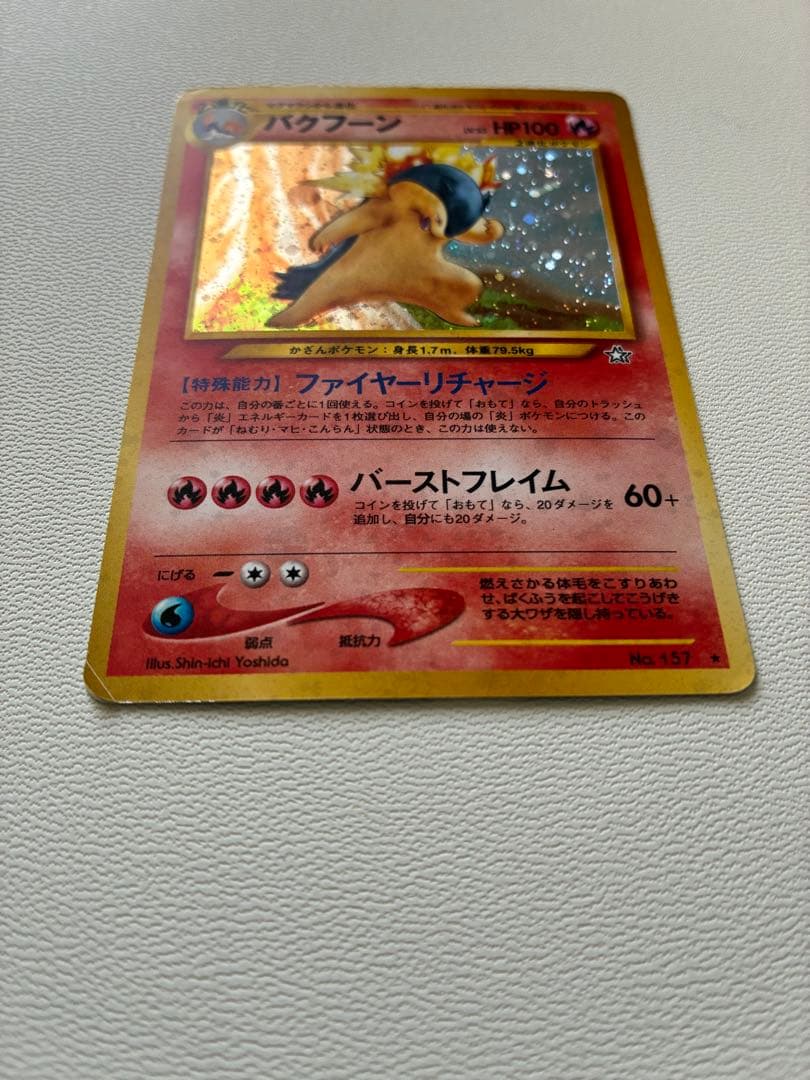 バクフーン
LV.55 HP100
2進化ポケモン
かざんポケモン：身長1.7m、体重79.5kg
【特殊能力】ファイヤーリチャージ
この力は、自分の番ごとに1回使える。コインを投げて「おもて」なら、自分のトラッシュ
から「炎」エネルギーカードを1枚選び出し、自分の場の「炎」ポケモンにつける。この
カードが「ねむり・マヒ・こんらん」状態のとき、この力は使えない。
バーストフレイム 60+
コインを投げて「おもて」なら、20ダメージを
追加し、自分にも20ダメージ。
にげる
燃えさかる体毛をこすりあわ
せ、ばくふうを起こしてこうげき
する大ワザを隠し持っている。
弱点 抵抗力
Illus.Shin-ichi Yoshida
No. 157 ★